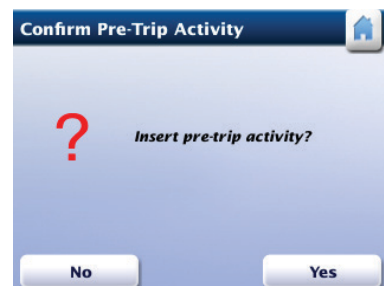 Confirm Pre-Trip Activity
?
Insert pre-trip activity?
No
Yes